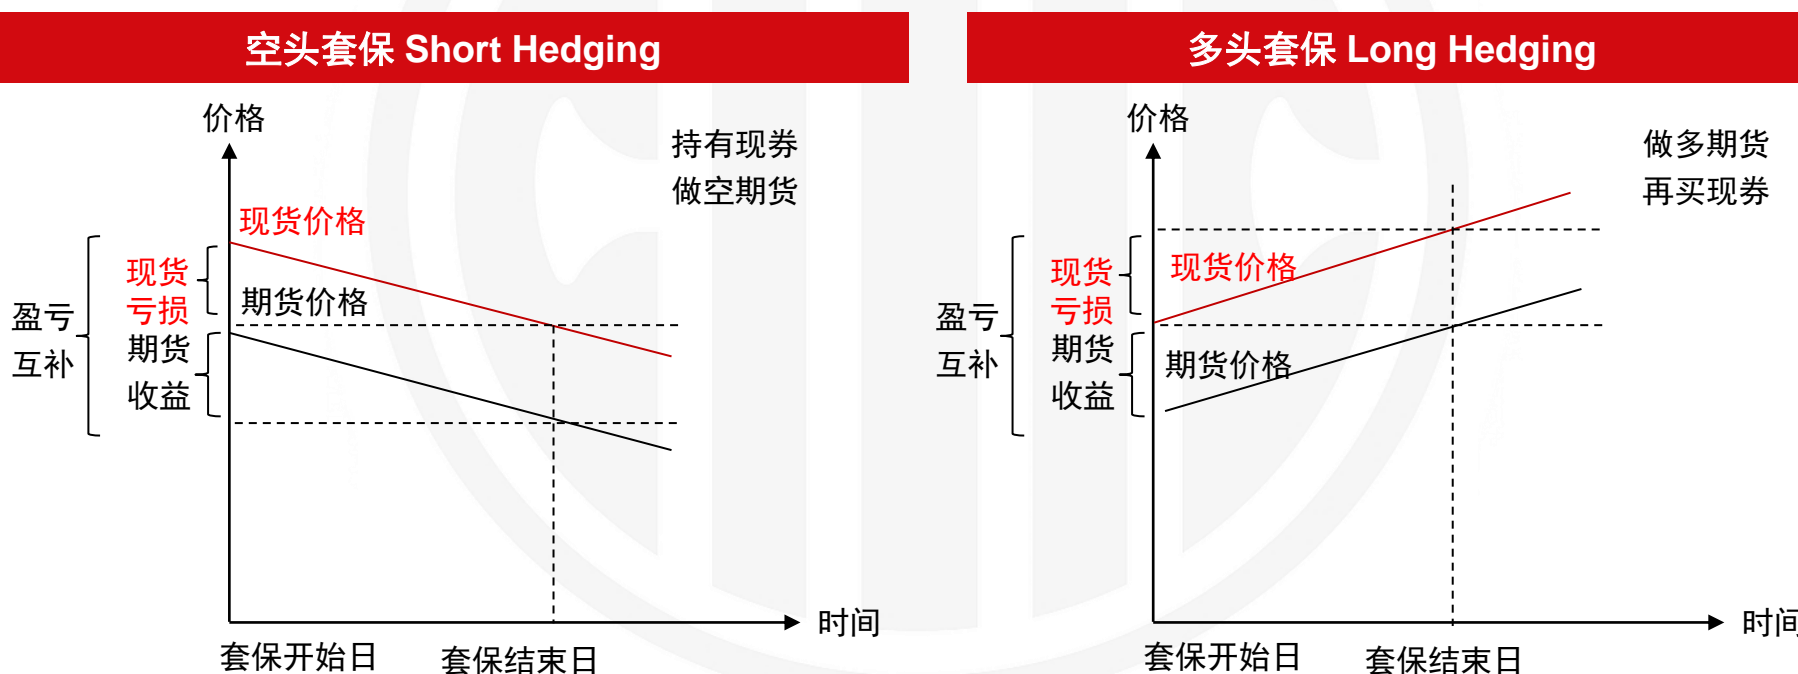 空头套保 Short Hedging
价格
持有现券
做空期货
现货价格
现货
亏损
期货价格
盈亏
互补
期货
收益
时间
套保开始日
套保结束日
多头套保 Long Hedging
价格
做多期货
再买现券
现货
亏损
现货价格
盈亏
互补
期货
收益
期货价格
时间
套保开始日
套保结束日